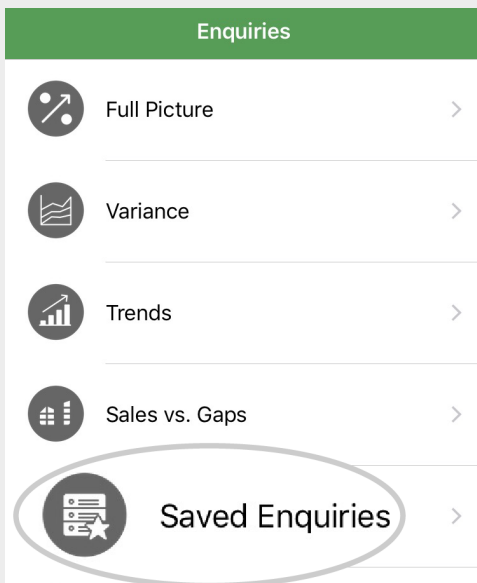 Enquiries
Full Picture
Variance
Trends
Sales vs. Gaps
Saved Enquiries